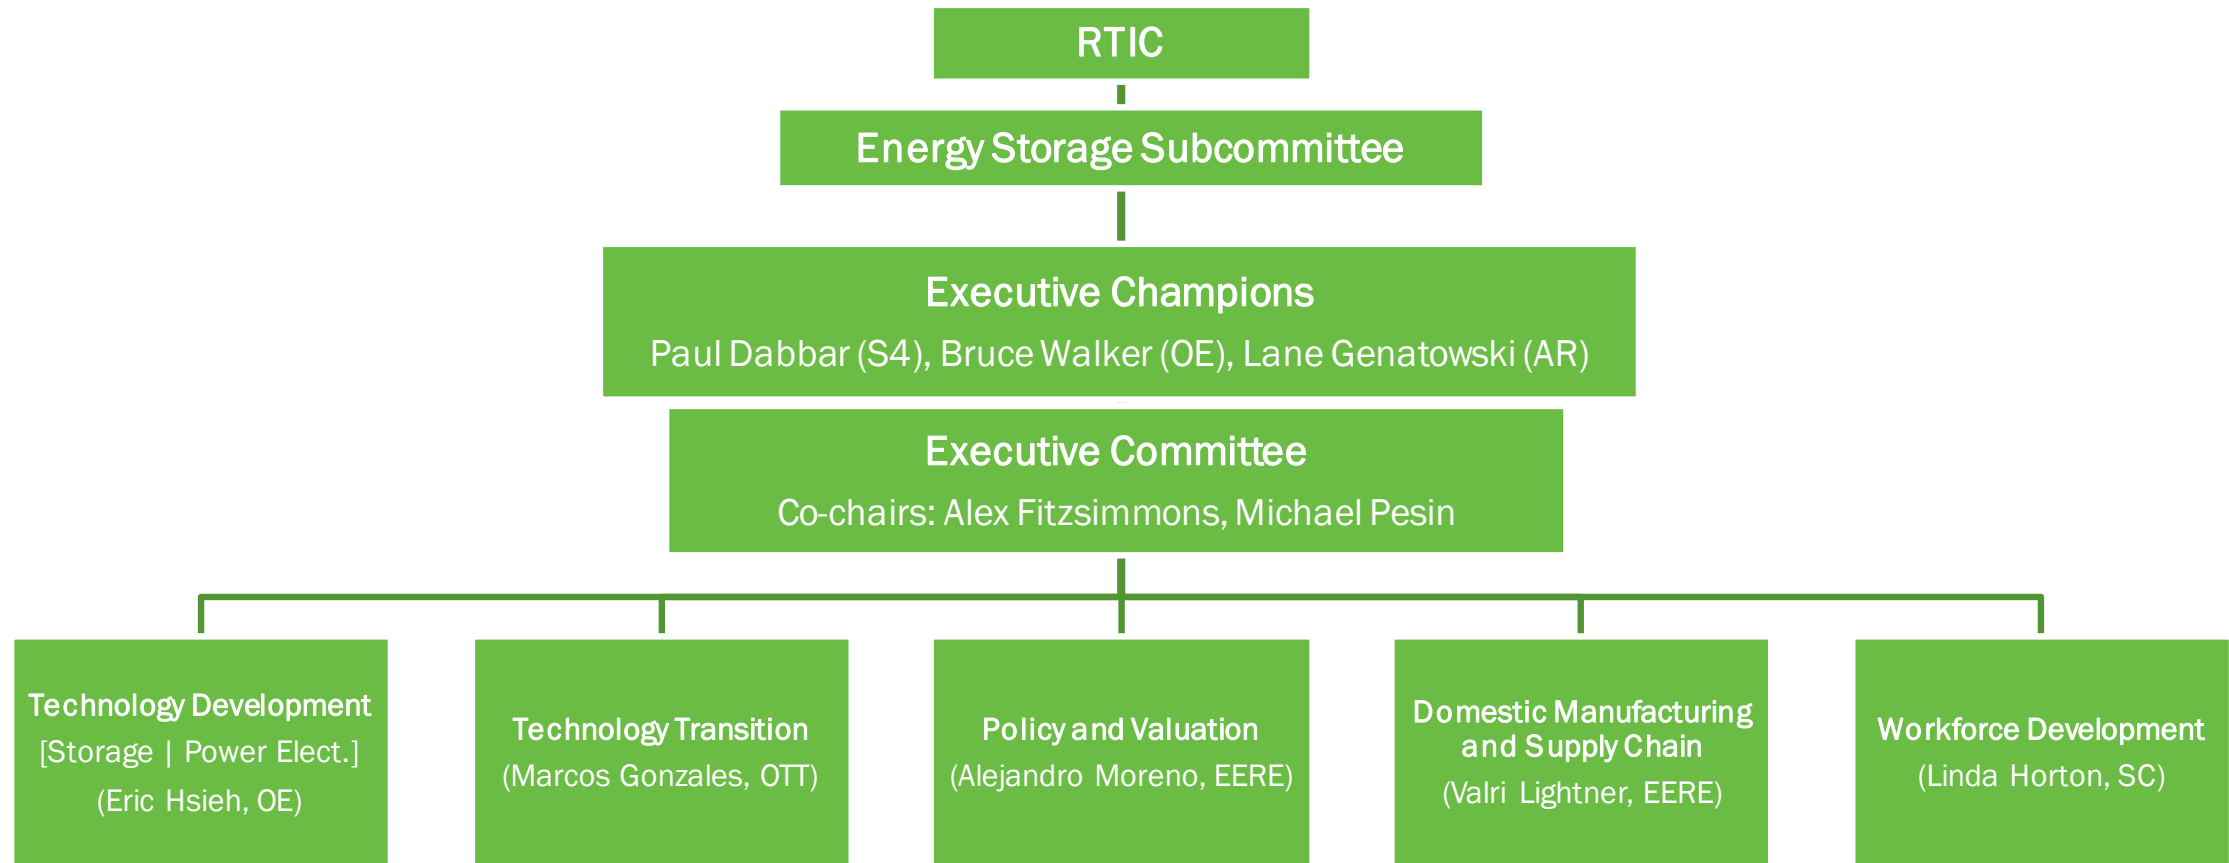 RTIC
Energy Storage Subcommittee
Executive Champions
Paul Dabbar (S4), Bruce Walker (OE), Lane Genatowski (AR)
Executive Committee
Co-chairs: Alex Fitzsimmons, Michael Pesin
Technology Development
[Storage | Power Elect.]
(Eric Hsieh, OE)
Technology Transition
(Marcos Gonzales, OTT)
Policy and Valuation
(Alejandro Moreno, EERE)
Domestic Manufacturing
and Supply Chain
(Valri Lightner, EERE)
Workforce Development
(Linda Horton, SC)